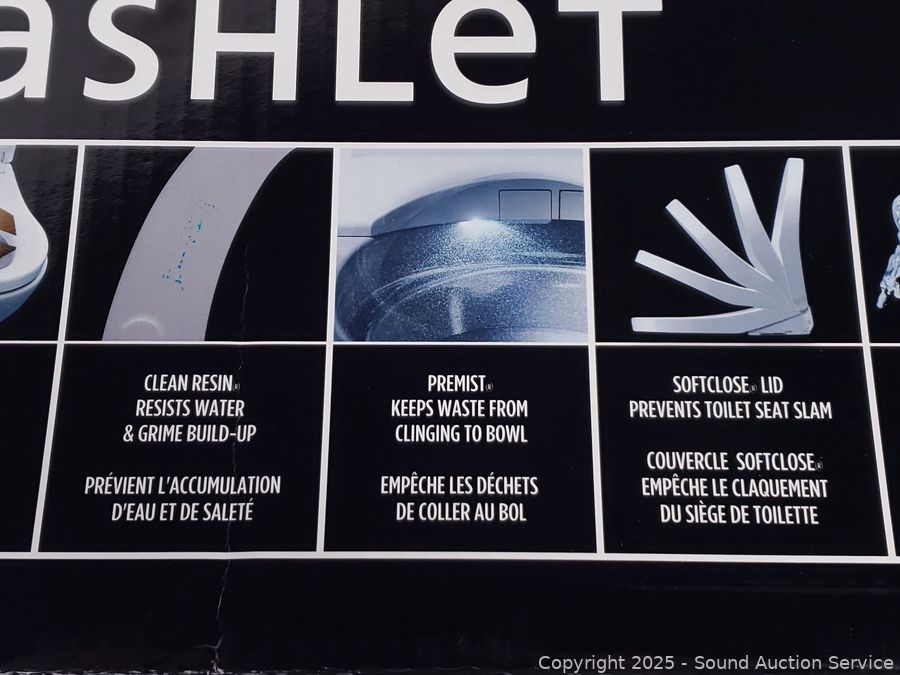 asHLeT
CLEAN RESIN®
RESISTS WATER
& GRIME BUILD-UP
PRÉVIENT L'ACCUMULATION
D'EAU ET DE SALETÉ
PREMIST®
KEEPS WASTE FROM
CLINGING TO BOWL
EMPÊCHE LES DÉCHETS
DE COLLER AU BOL
SOFTCLOSE® LID
PREVENTS TOILET SEAT SLAM
COUVERCLE SOFTCLOSE®
EMPÊCHE LE CLAQUEMENT
DU SIÈGE DE TOILETTE
Copyright 2025 - Sound Auction Service